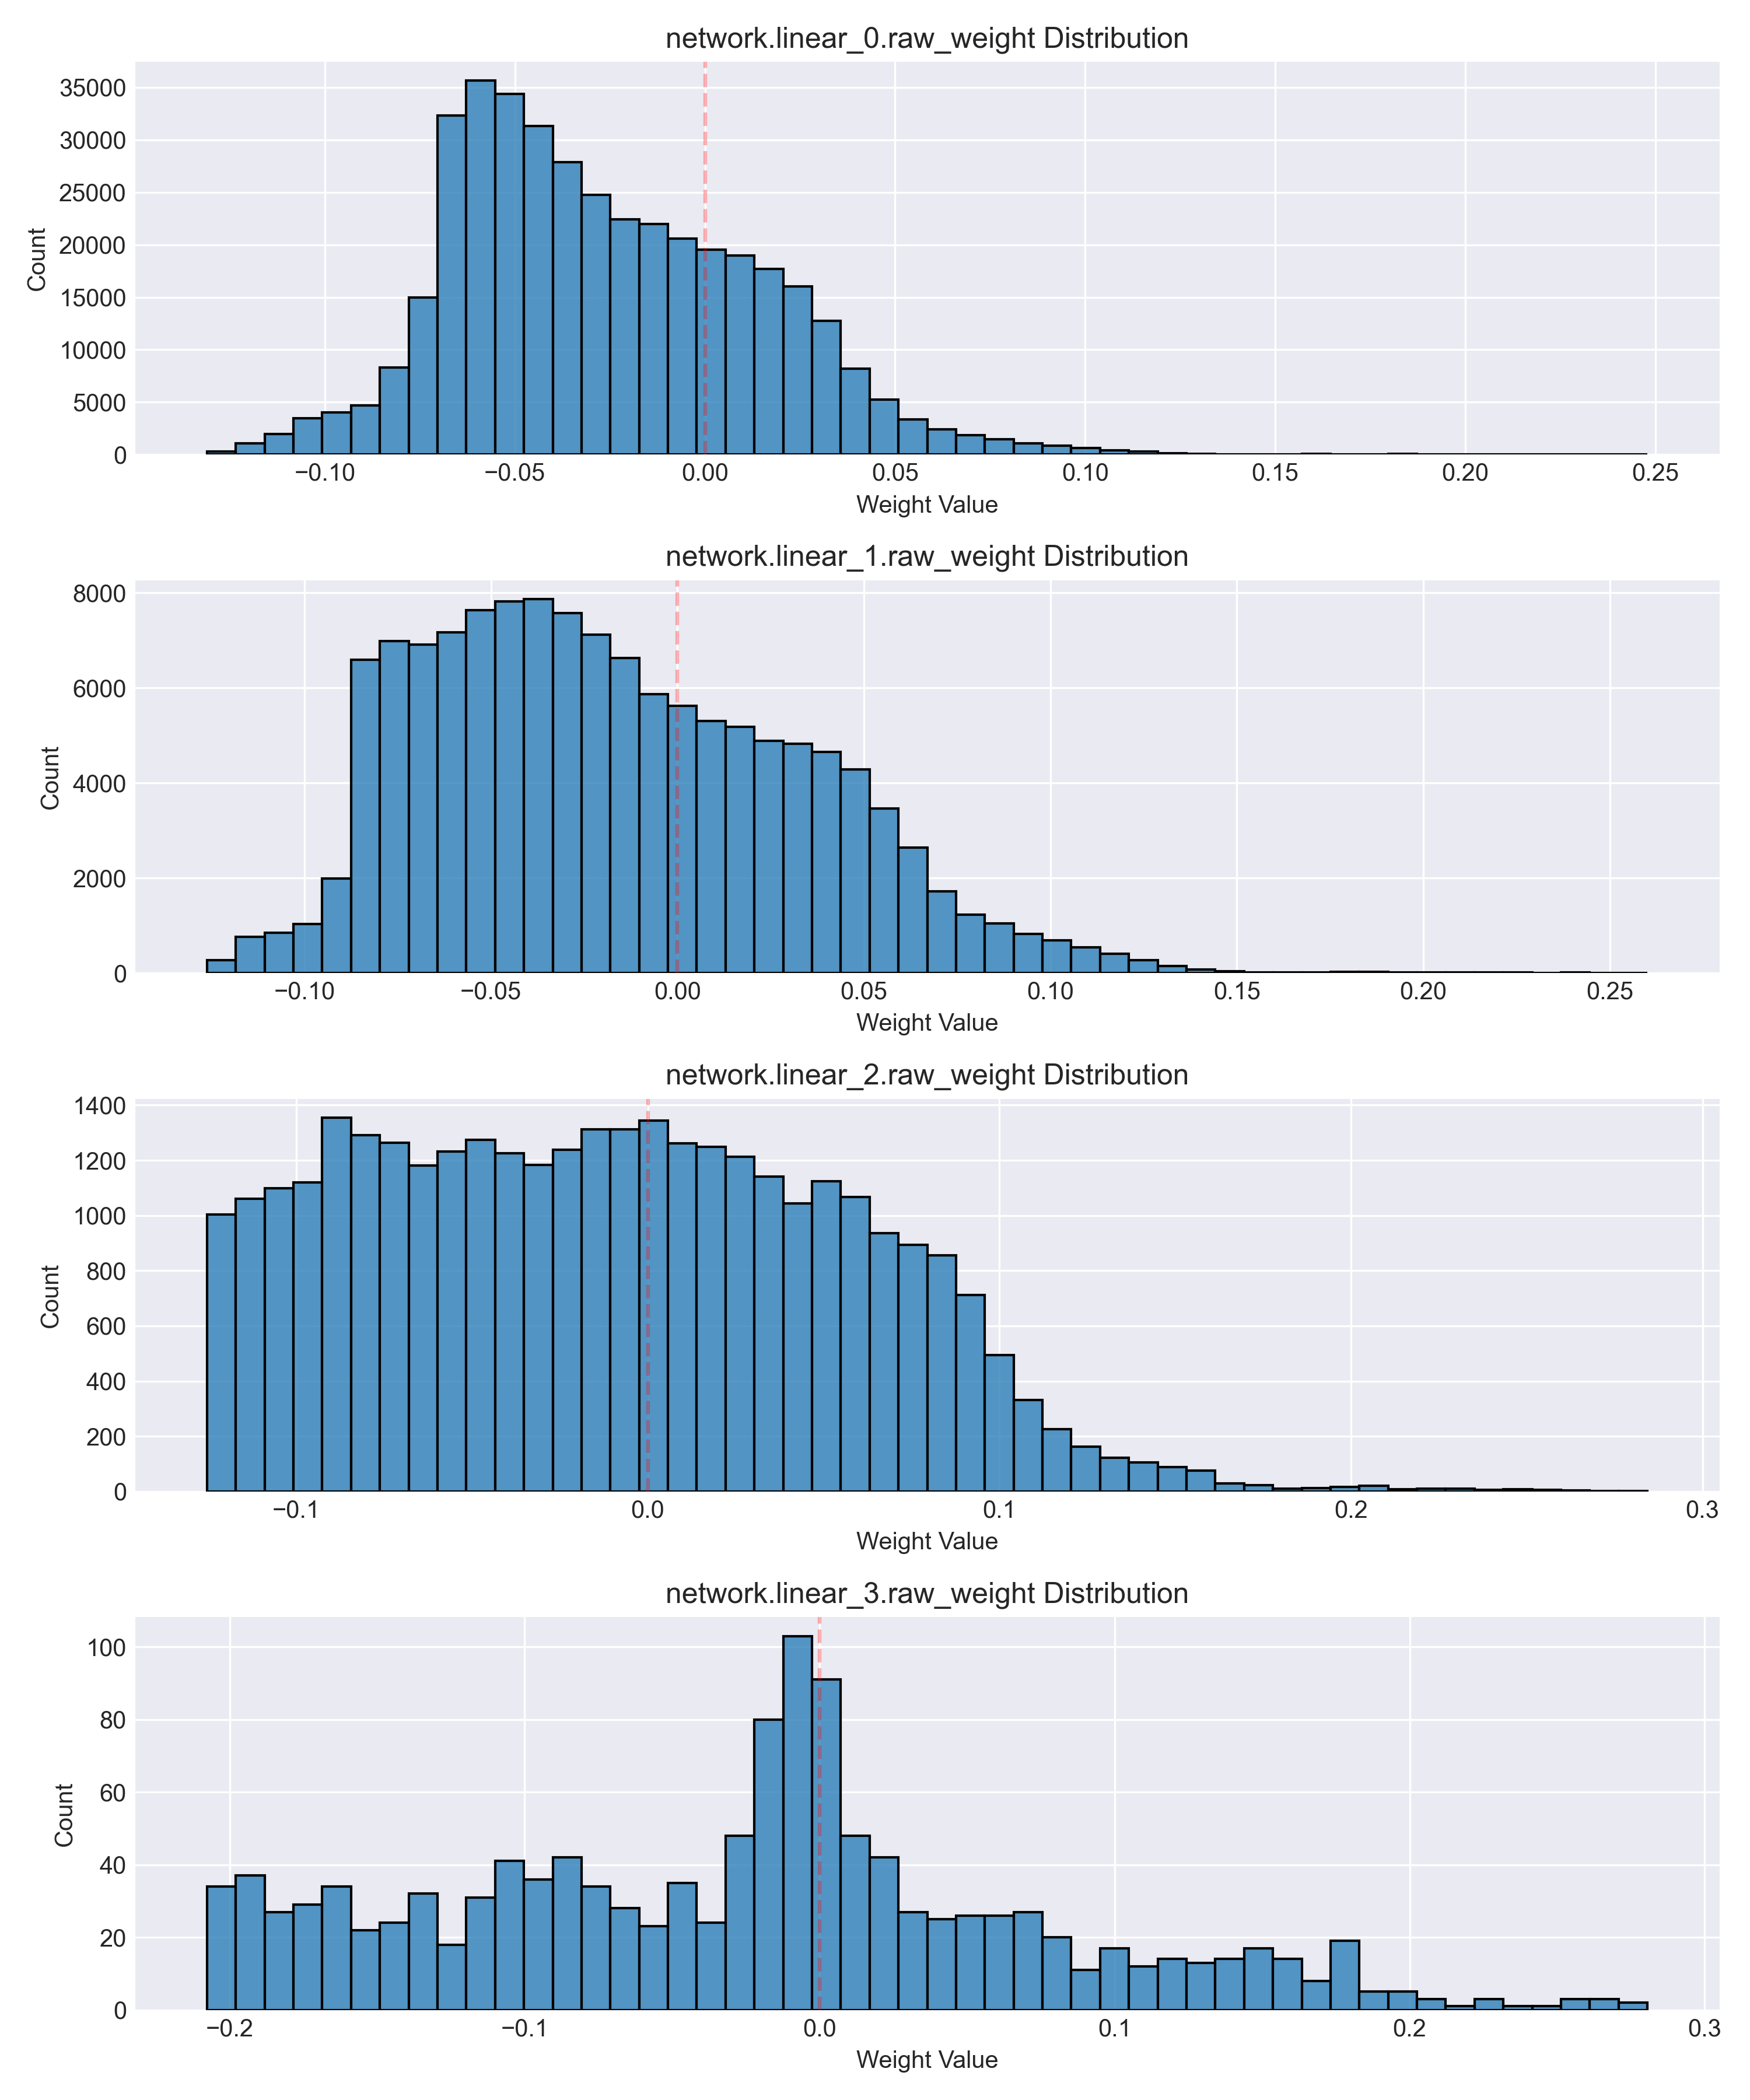 network.linear_0.raw_weight Distribution
35000
30000
25000
20000
15000
10000
5000
0
Count
−0.10 −0.05 0.00 0.05 0.10 0.15 0.20 0.25
Weight Value
network.linear_1.raw_weight Distribution
8000
6000
4000
2000
0
Count
−0.10 −0.05 0.00 0.05 0.10 0.15 0.20 0.25
Weight Value
network.linear_2.raw_weight Distribution
1400
1200
1000
800
600
400
200
0
Count
−0.1 0.0 0.1 0.2 0.3
Weight Value
network.linear_3.raw_weight Distribution
100
80
60
40
20
0
Count
−0.2 −0.1 0.0 0.1 0.2 0.3
Weight Value